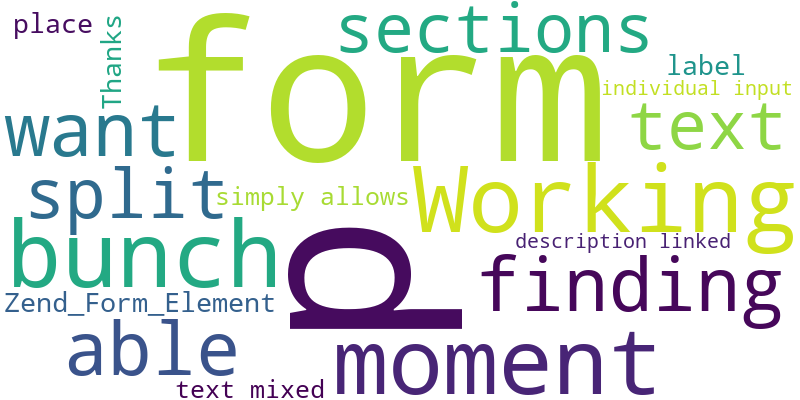 place
Thanks
form
sections
label
individual input
want
text
split
simply allows
Working
bunch
p
description linked
finding
Zend_Form_Element
able
moment
text mixed